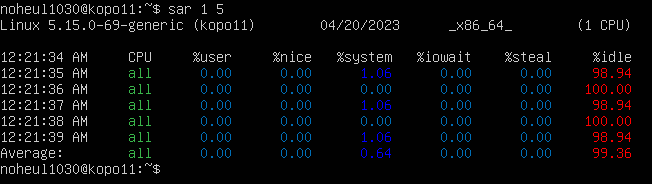 noheul1030@kopo11:~$ sar 1 5
Linux 5.15.0-69-generic (kopo11) 04/20/2023 _x86_64_ (1 CPU)
12:21:34 AM CPU %user %nice %system %iowait %steal %idle
12:21:35 AM all 0.00 0.00 1.06 0.00 0.00 98.94
12:21:36 AM all 0.00 0.00 0.00 0.00 0.00 100.00
12:21:37 AM all 0.00 0.00 1.06 0.00 0.00 98.94
12:21:38 AM all 0.00 0.00 0.00 0.00 0.00 100.00
12:21:39 AM all 0.00 0.00 1.06 0.00 0.00 98.94
Average: all 0.00 0.00 0.64 0.00 0.00 99.36
noheul1030@kopo11:~$